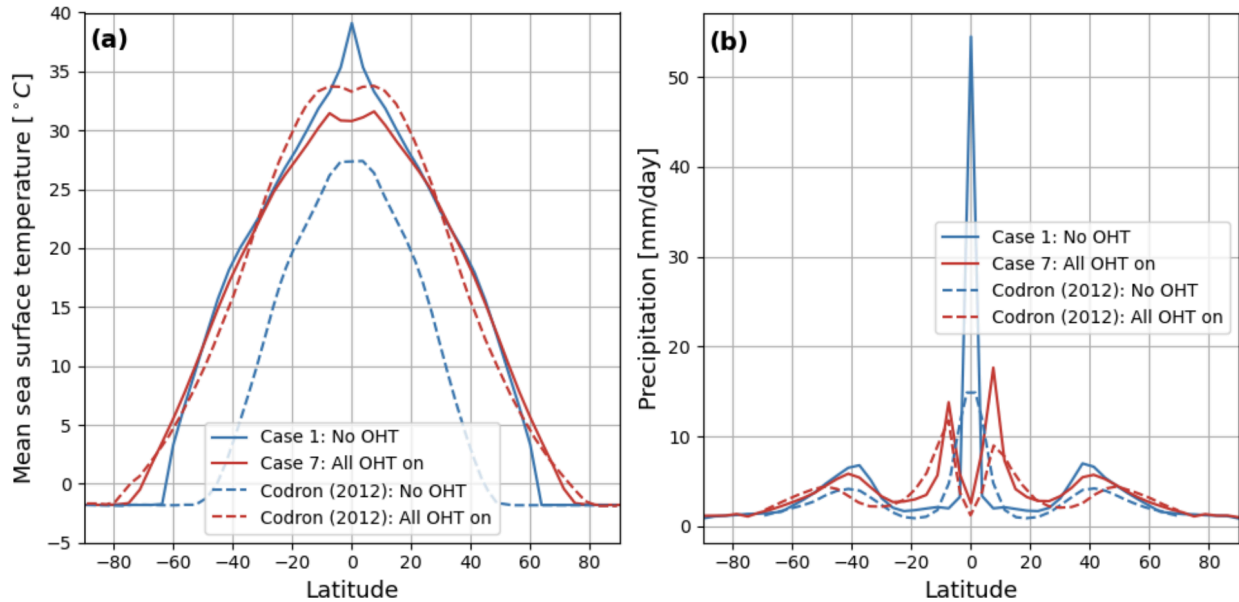 (a)
Mean sea surface temperature [°C]
40
35
30
25
20
15
10
5
0
−5
−80 −60 −40 −20 0 20 40 60 80
Latitude
Case 1: No OHT
Case 7: All OHT on
Codron (2012): No OHT
Codron (2012): All OHT on
(b)
Precipitation [mm/day]
50
40
30
20
10
0
−80 −60 −40 −20 0 20 40 60 80
Latitude
Case 1: No OHT
Case 7: All OHT on
Codron (2012): No OHT
Codron (2012): All OHT on